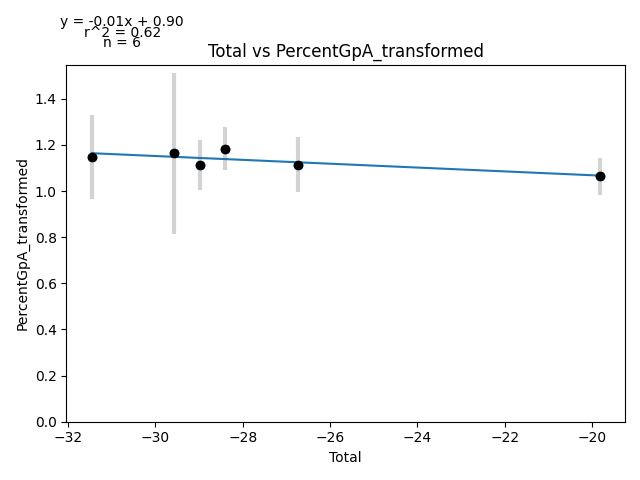 y = -0.01x + 0.90
r^2 = 0.62
n = 6
Total vs PercentGpA_transformed
PercentGpA_transformed
1.4
1.2
1.0
0.8
0.6
0.4
0.2
0.0
−32 −30 −28 −26 −24 −22 −20
Total